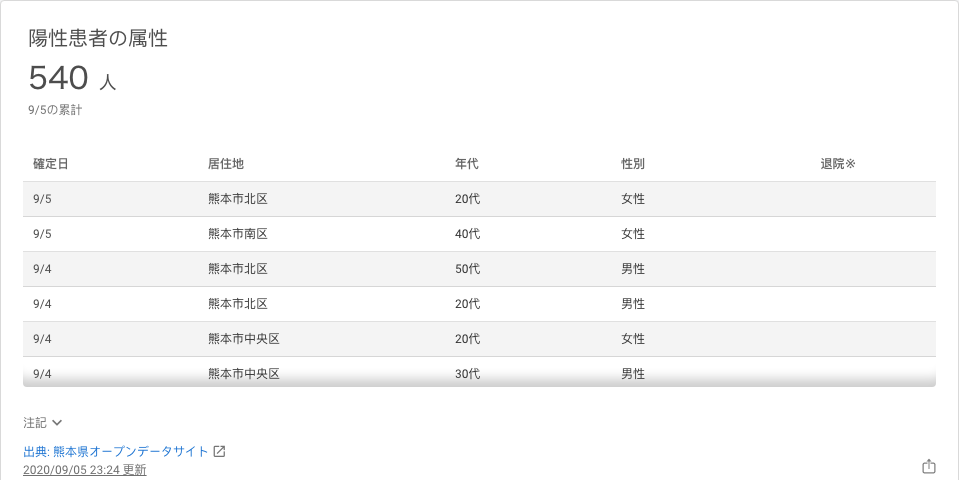 陽性患者の属性
540 人
9/5の累計
確定日 居住地 年代 性別 退院※
9/5 熊本市北区 20代 女性
9/5 熊本市南区 40代 女性
9/4 熊本市北区 50代 男性
9/4 熊本市北区 20代 男性
9/4 熊本市中央区 20代 女性
9/4 熊本市中央区 30代 男性
注記
出典: 熊本県オープンデータサイト
2020/09/05 23:24 更新